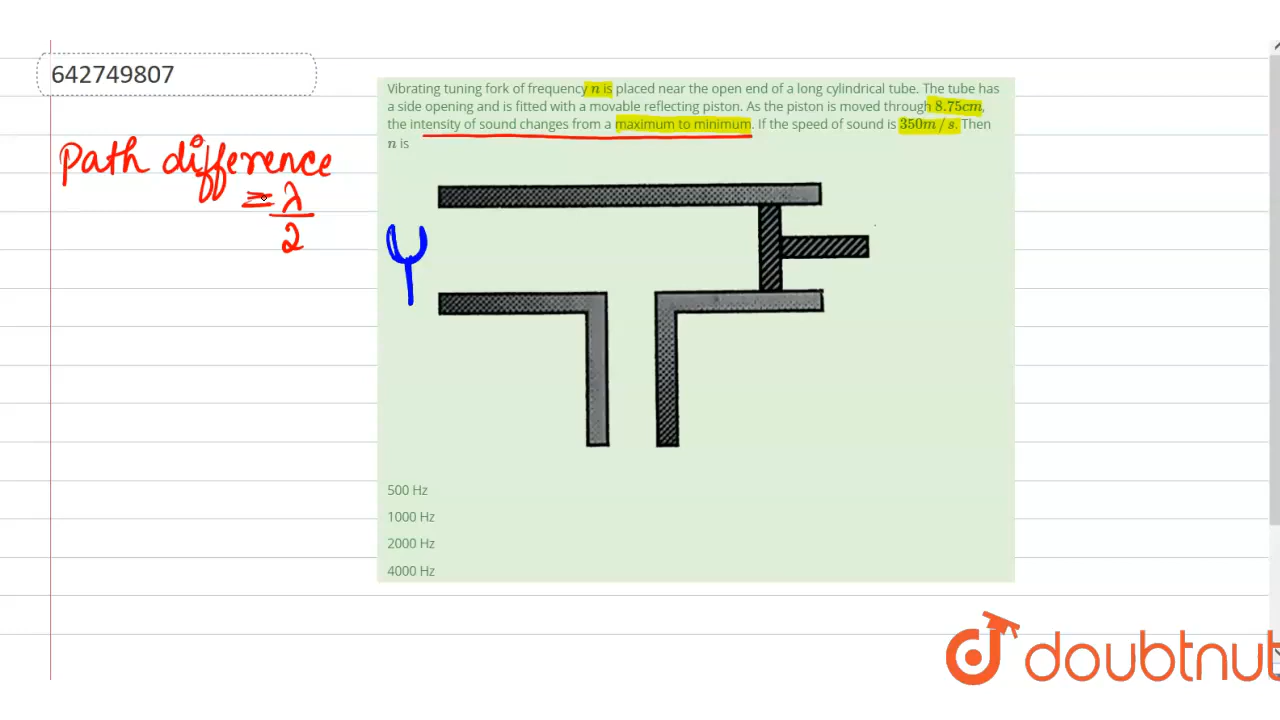 642749807
Vibrating tuning fork of frequency n is placed near the open end of a long cylindrical tube. The tube has
a side opening and is fitted with a movable reflecting piston. As the piston is moved through 8.75cm,
the intensity of sound changes from a maximum to minimum. If the speed of sound is 350m/s. Then
n is
Path difference
= λ/2
500 Hz
1000 Hz
2000 Hz
4000 Hz
doubtnut